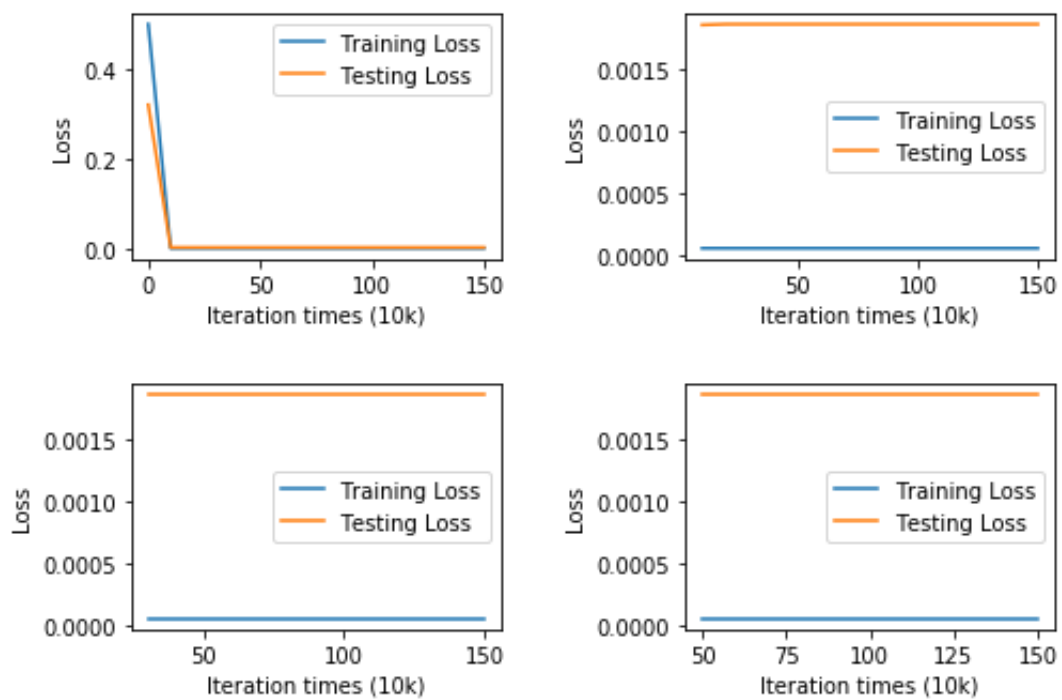 Loss
0.4
0.2
0.0
Training Loss
Testing Loss
0
50
100
150
Iteration times (10k)
Loss
0.0015
0.0010
0.0005
0.0000
Training Loss
Testing Loss
50
100
150
Iteration times (10k)
Loss
0.0015
0.0010
0.0005
0.0000
Training Loss
Testing Loss
50
100
150
Iteration times (10k)
Loss
0.0015
0.0010
0.0005
0.0000
Training Loss
Testing Loss
50
75
100
125
150
Iteration times (10k)